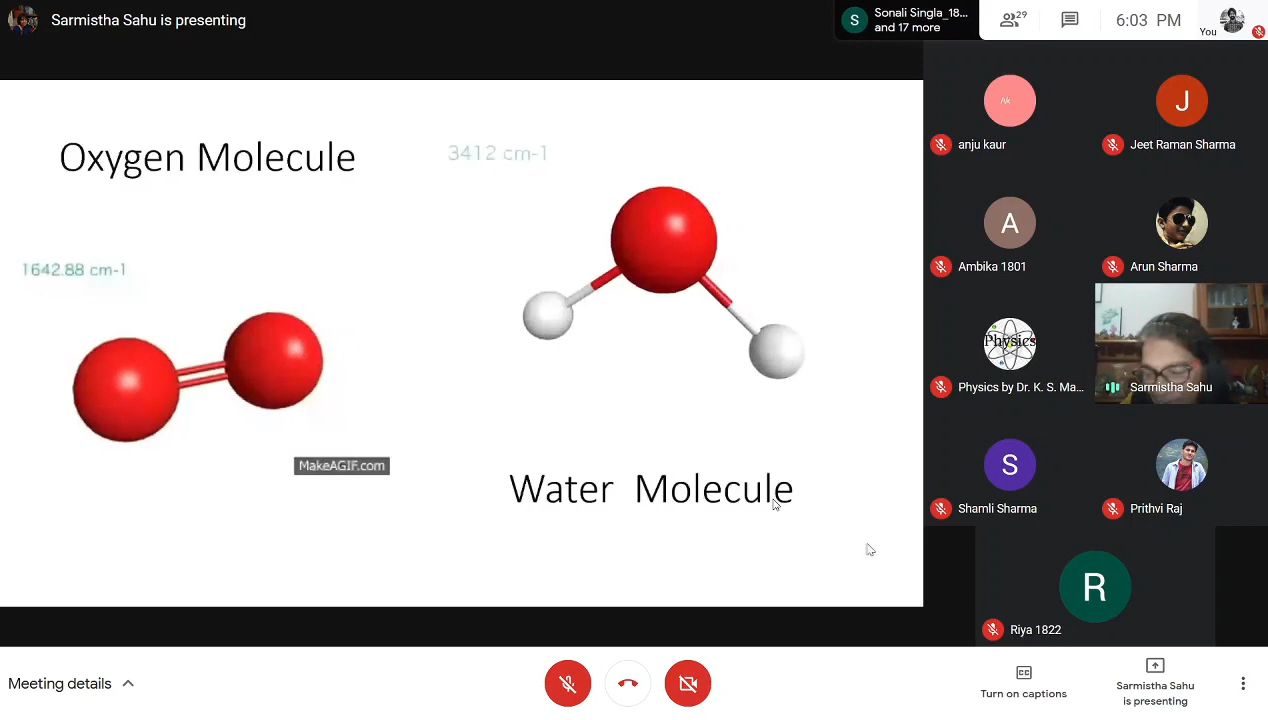 Sarmistha Sahu is presenting
S
Sonali Singla_18...
and 17 more
29
6:03 PM
You
Oxygen Molecule
3412 cm-1
1642.88 cm-1
MakeAGIF.com
Water Molecule
Ak
anju kaur
J
Jeet Raman Sharma
A
Ambika 1801
Arun Sharma
Physics
Physics by Dr. K. S. Ma...
Sarmistha Sahu
S
Shamli Sharma
Prithvi Raj
R
Riya 1822
Meeting details
CC
Turn on captions
Sarmistha Sahu
is presenting